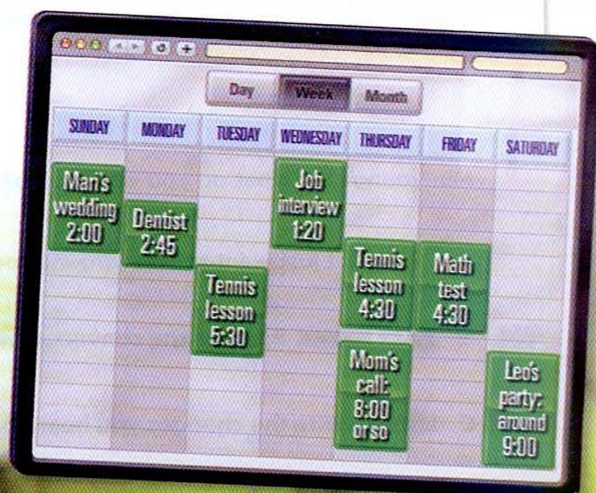 Day Week Month
SUNDAY MONDAY TUESDAY WEDNESDAY THURSDAY FRIDAY SATURDAY
Mari's
wedding
2:00
Dentist
2:45
Tennis
lesson
5:30
Job
interview
1:20
Tennis
lesson
4:30
Mom's
call:
8:00
or so
Math
test
4:30
Leo's
party:
around
9:00